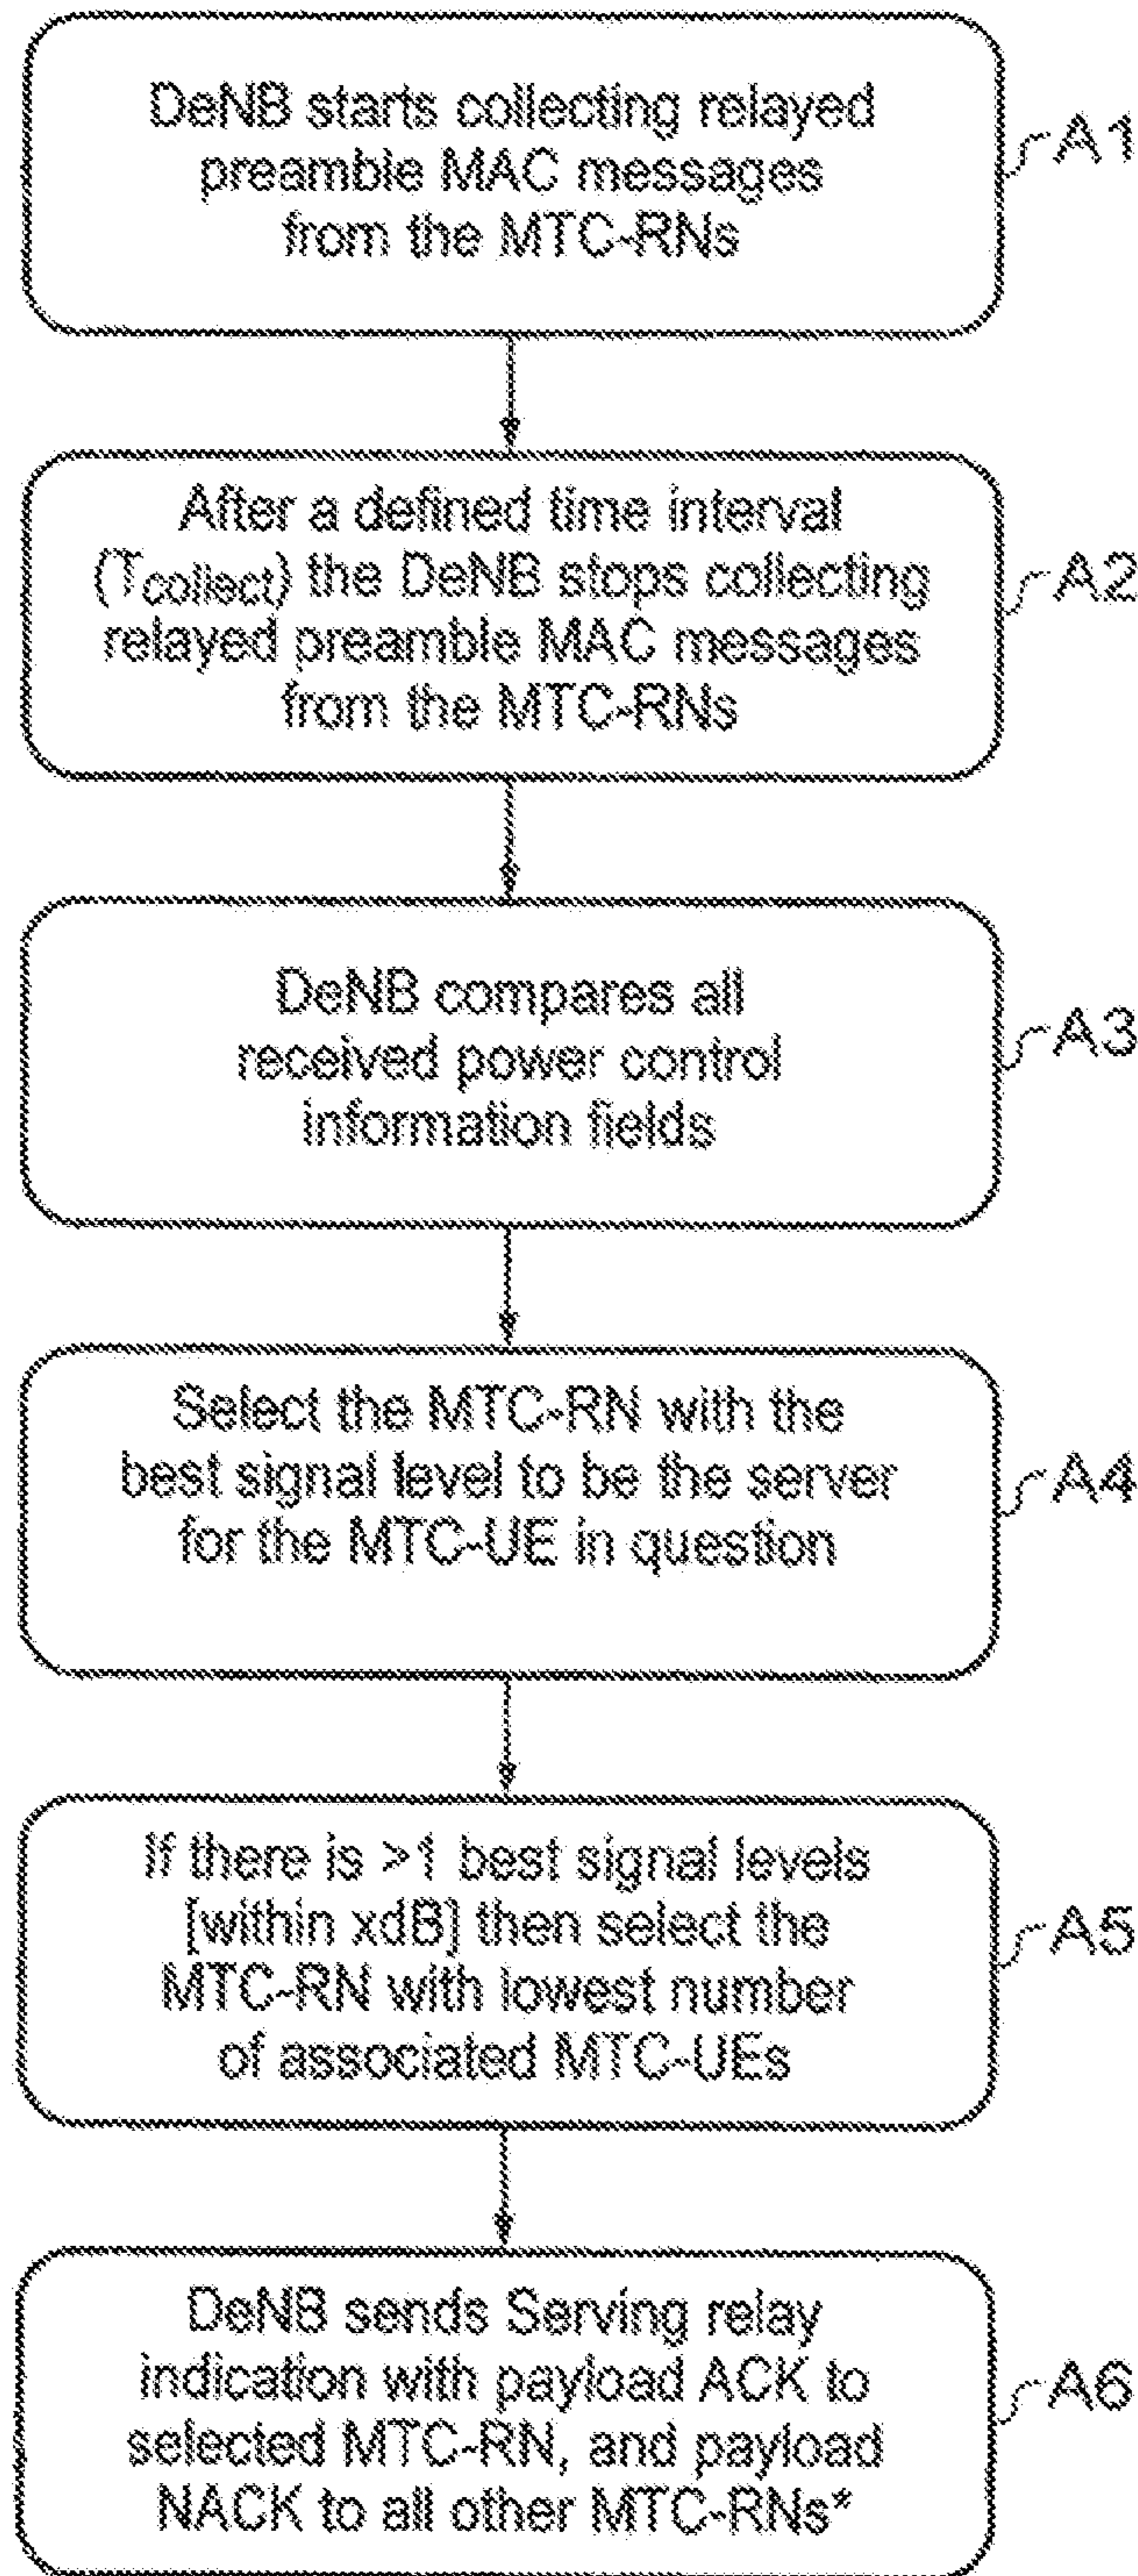 DeNB starts collecting relayed
preamble MAC messages
from the MTC-RNs
A1
After a defined time interval
(Tcollect) the DeNB stops collecting
relayed preamble MAC messages
from the MTC-RNs
A2
DeNB compares all
received power control
information fields
A3
Select the MTC-RN with the
best signal level to be the server
for the MTC-UE in question
A4
If there is >1 best signal levels
[within xdB] then select the
MTC-RN with lowest number
of associated MTC-UEs
A5
DeNB sends Serving relay
indication with payload ACK to
selected MTC-RN, and payload
NACK to all other MTC-RNs*
A6